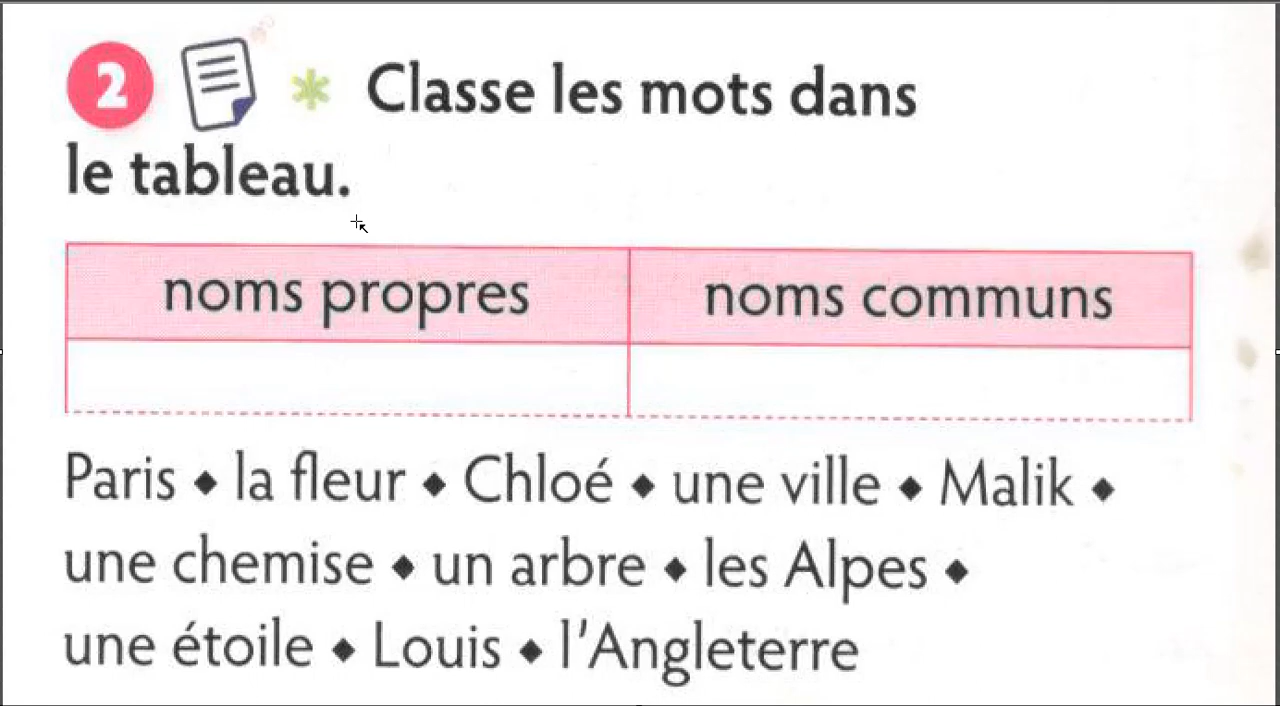 2 * Classe les mots dans
le tableau.
noms propres noms communs
Paris ◆ la fleur ◆ Chloé ◆ une ville ◆ Malik ◆
une chemise ◆ un arbre ◆ les Alpes ◆
une étoile ◆ Louis ◆ l'Angleterre